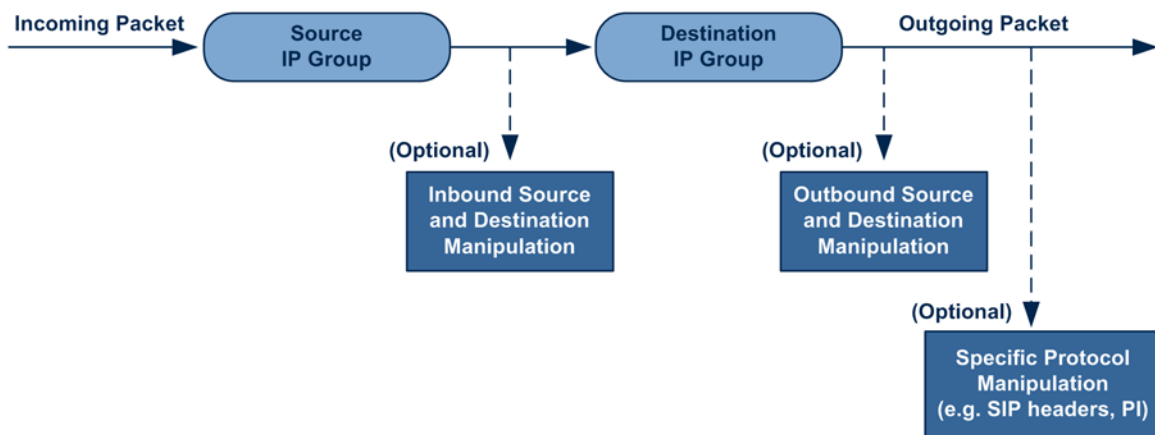 Incoming Packet
Source
IP Group
Destination
IP Group
Outgoing Packet
(Optional)
Inbound Source
and Destination
Manipulation
(Optional)
Outbound Source
and Destination
Manipulation
(Optional)
Specific Protocol
Manipulation
(e.g. SIP headers, PI)